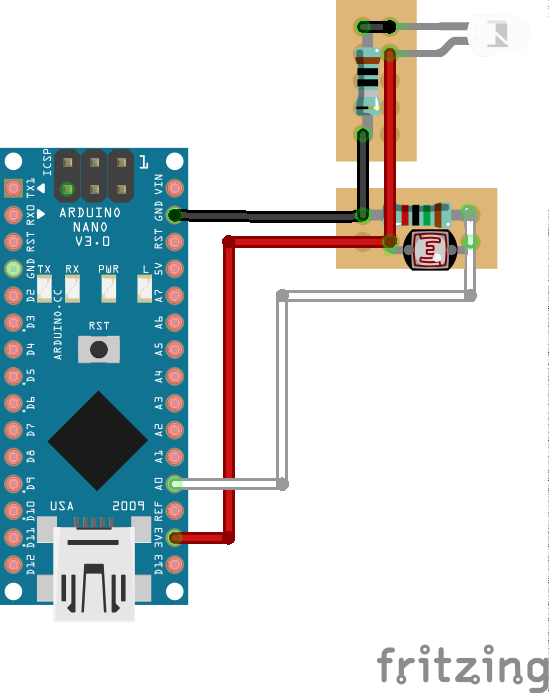 ICSP
1
TX1
RX0
RST
GND
D2
D3
D4
D5
D6
D7
D8
D9
D10
D11
D12
VIN
GND
RST
5V
A7
A6
A5
A4
A3
A2
A1
A0
REF
3V3
D13
ARDUINO
NANO
V3.0
TX RX PWR L
ARDUINO.CC
RST
USA 2009
fritzing